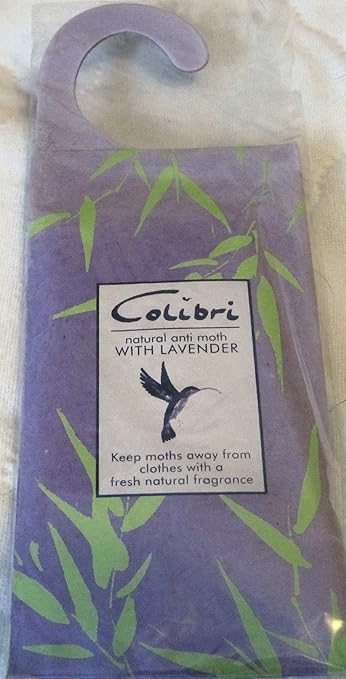 Colibri
natural anti moth
WITH LAVENDER
Keep moths away from
clothes with a
fresh natural fragrance